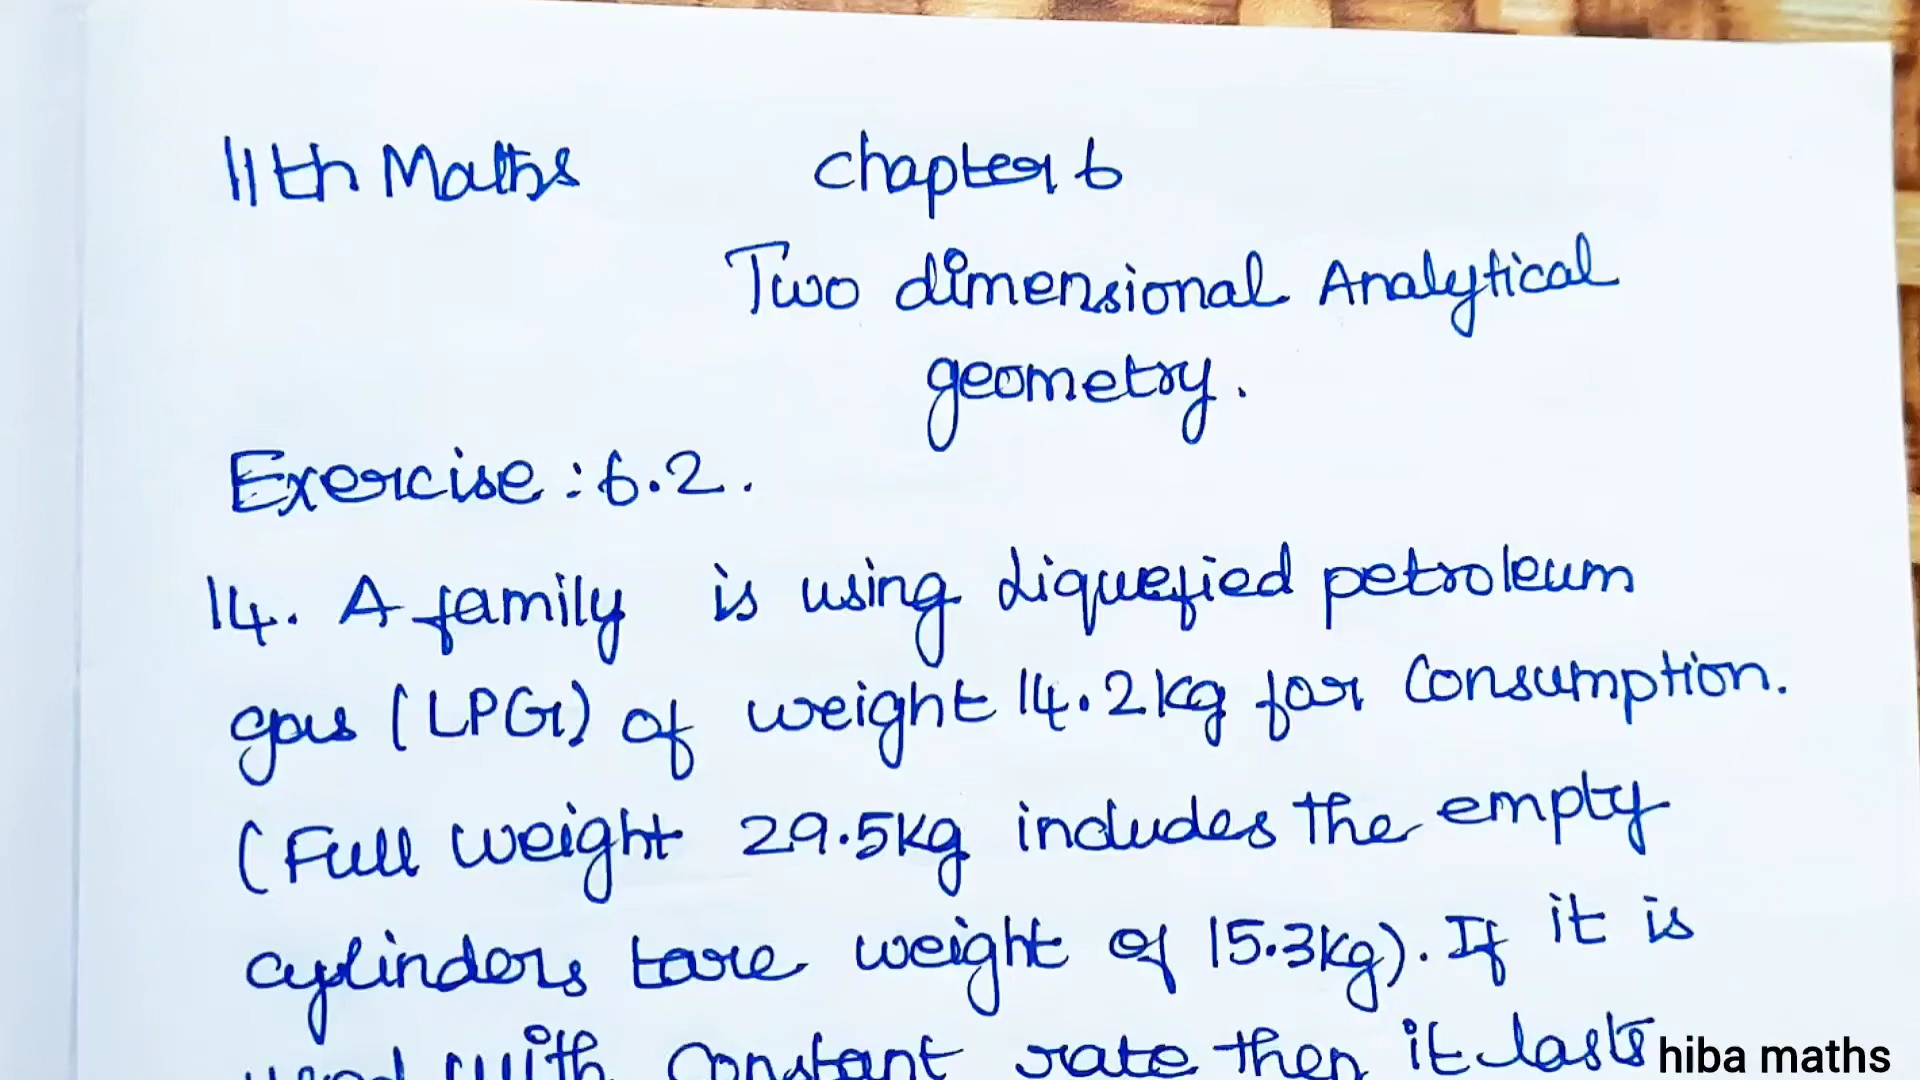 11th Maths chapter 6
Two dimensional Analytical
geometry.
Exercise : 6.2.
14. A family is using Liquefied petroleum
gas (LPG) of weight 14.2kg for Consumption.
(Full weight 29.5kg includes the empty
cylinders tare weight of 15.3kg). If it is
used with Constant rate then it lasts
hiba maths